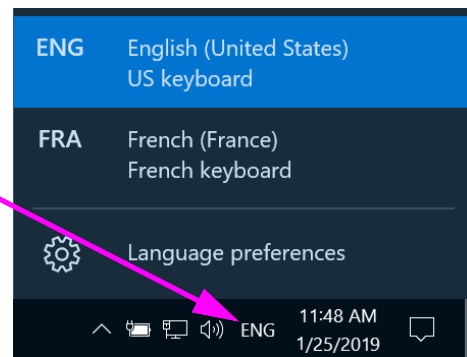 ENG English (United States)
US keyboard
FRA French (France)
French keyboard
Language preferences
ENG 11:48 AM
1/25/2019